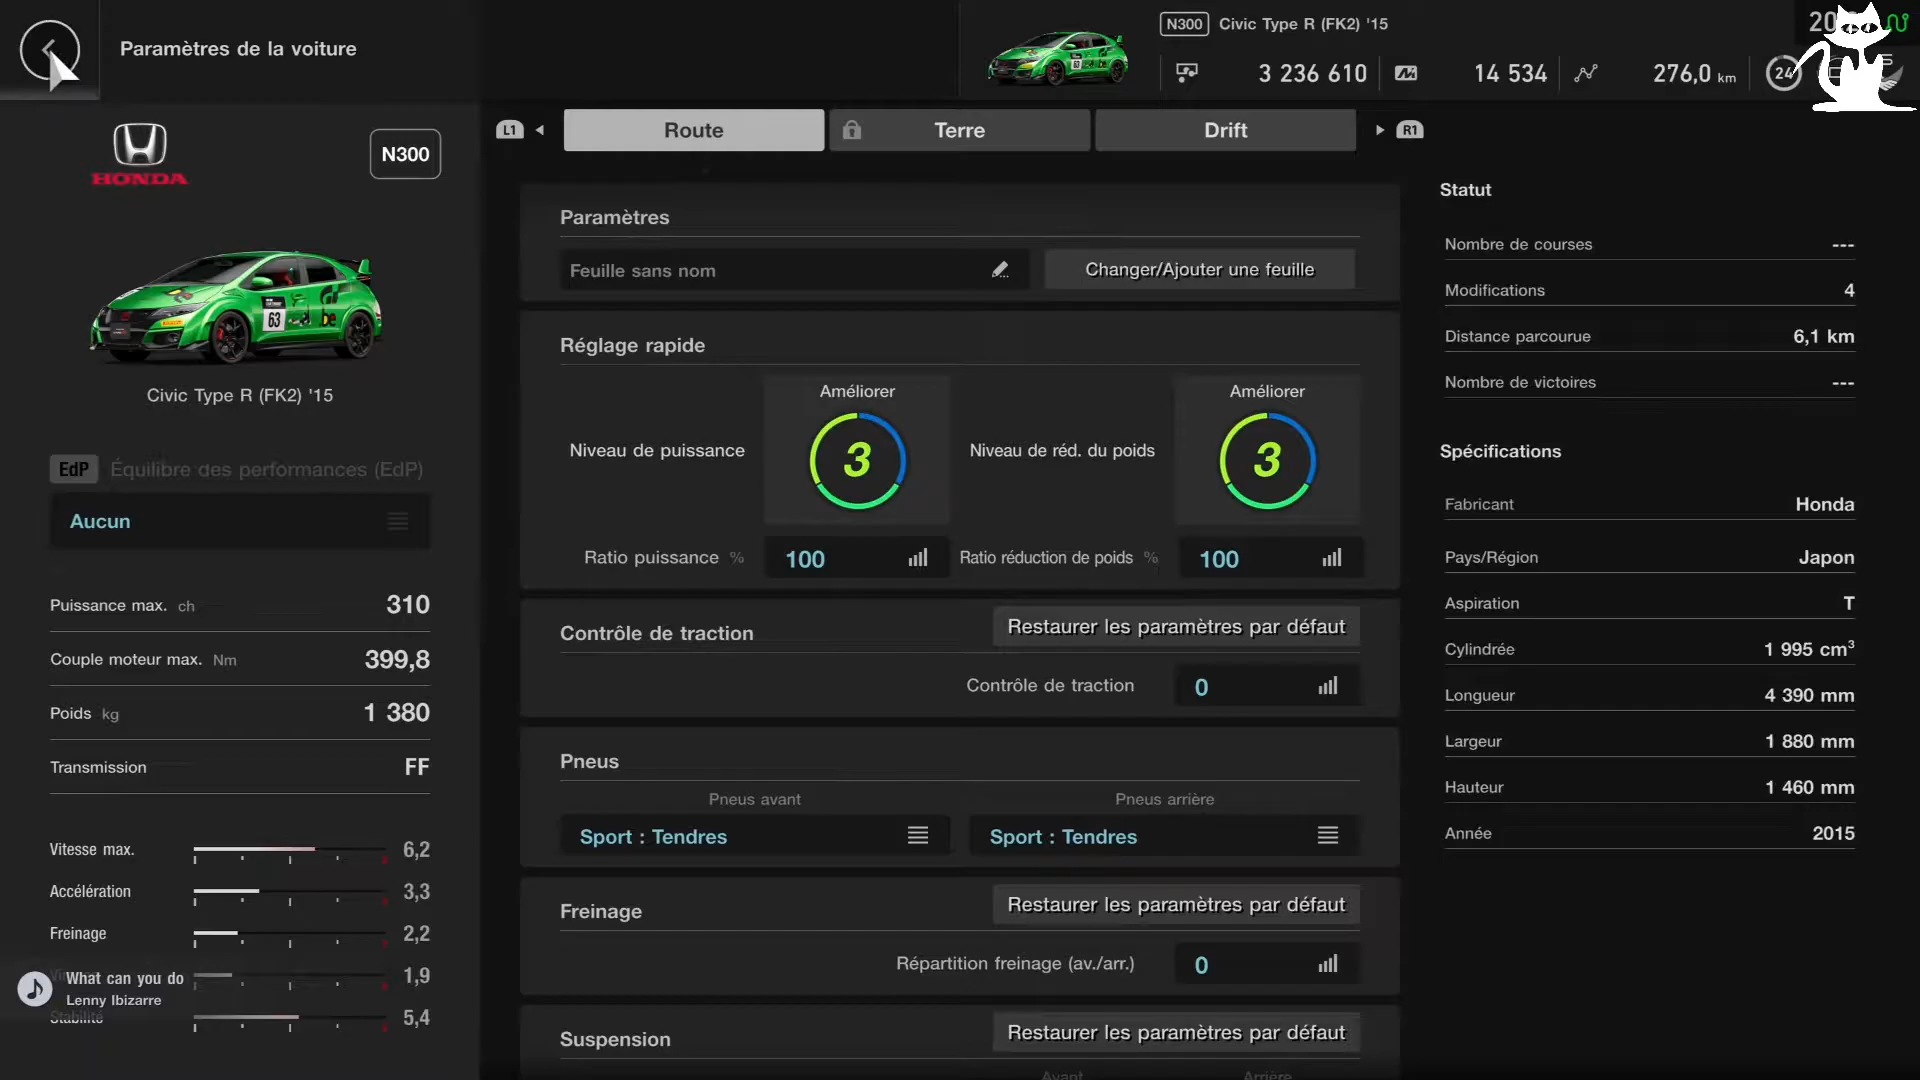 Paramètres de la voiture
N300 Civic Type R (FK2) '15
3 236 610
14 534
276,0 km
24
L1
Route
Terre
Drift
R1
HONDA
N300
63
Civic Type R (FK2) '15
EdP Équilibre des performances (EdP)
Aucun
Puissance max. ch 310
Couple moteur max. Nm 399,8
Poids kg 1 380
Transmission FF
Vitesse max. 6,2
Accélération 3,3
Freinage 2,2
1,9
Stabilité 5,4
What can you do
Lenny Ibizarre
Paramètres
Feuille sans nom
Changer/Ajouter une feuille
Réglage rapide
Améliorer
Améliorer
Niveau de puissance 3
Niveau de réd. du poids 3
Ratio puissance % 100
Ratio réduction de poids % 100
Contrôle de traction
Restaurer les paramètres par défaut
Contrôle de traction 0
Pneus
Pneus avant
Pneus arrière
Sport : Tendres
Sport : Tendres
Freinage
Restaurer les paramètres par défaut
Répartition freinage (av./arr.) 0
Suspension
Restaurer les paramètres par défaut
Avant
Arrière
Statut
Nombre de courses ---
Modifications 4
Distance parcourue 6,1 km
Nombre de victoires ---
Spécifications
Fabricant Honda
Pays/Région Japon
Aspiration T
Cylindrée 1 995 cm³
Longueur 4 390 mm
Largeur 1 880 mm
Hauteur 1 460 mm
Année 2015